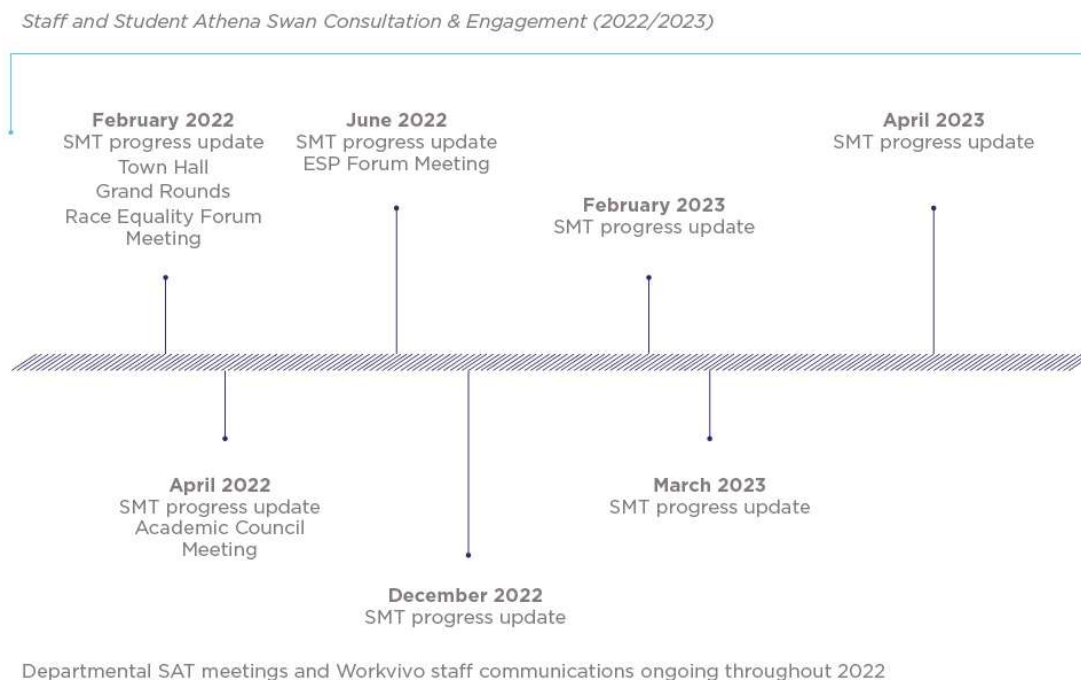 Staff and Student Athena Swan Consultation & Engagement (2022/2023)
February 2022
SMT progress update
Town Hall
Grand Rounds
Race Equality Forum
Meeting
June 2022
SMT progress update
ESP Forum Meeting
February 2023
SMT progress update
April 2023
SMT progress update
April 2022
SMT progress update
Academic Council
Meeting
December 2022
SMT progress update
March 2023
SMT progress update
Departmental SAT meetings and Workvivo staff communications ongoing throughout 2022